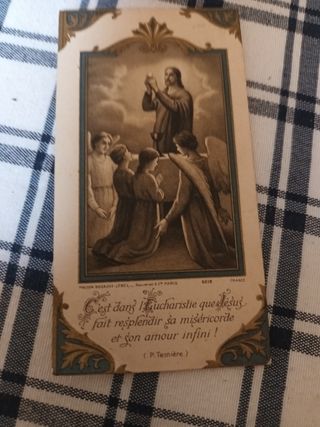 MAISON BOUASSE-LEBEL PARIS 5018 FRANCE
C'est dans l'Eucharistie que Jésus
fait resplendir sa miséricorde
et son amour infini !
( P. Tesnière.)